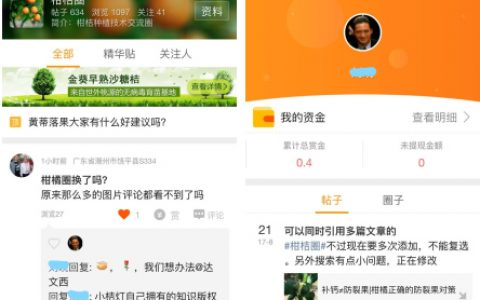 柑桔圈
帖子 634 浏览 1097 关注 41
简介：柑桔种植技术交流圈
资料
全部
精华贴
关注人
金葵早熟沙糖桔
来自世外桃源的无病毒育苗基地
查看详情>
顶
黄蒂落果大家有什么好建议吗？
1小时前 广东省潮州市饶平县S334
柑橘圈换了吗？
原来那么多的图片评论都看不到了吗
浏览27
1
赏
评论
回复：
，我们想办法@达
文西
回复
：小桔灯自己拥有的知识版权
我的资金
查看明细 >
累计总赏金
未提现金额
0.4
0
帖子
圈子
21
17-8
可以同时引用多篇文章的
#柑桔圈#不过现在要多次添加，不能复选
。另外搜索有点小问题，正在修改
补钙≠防裂果|柑橘正确的防裂果对策